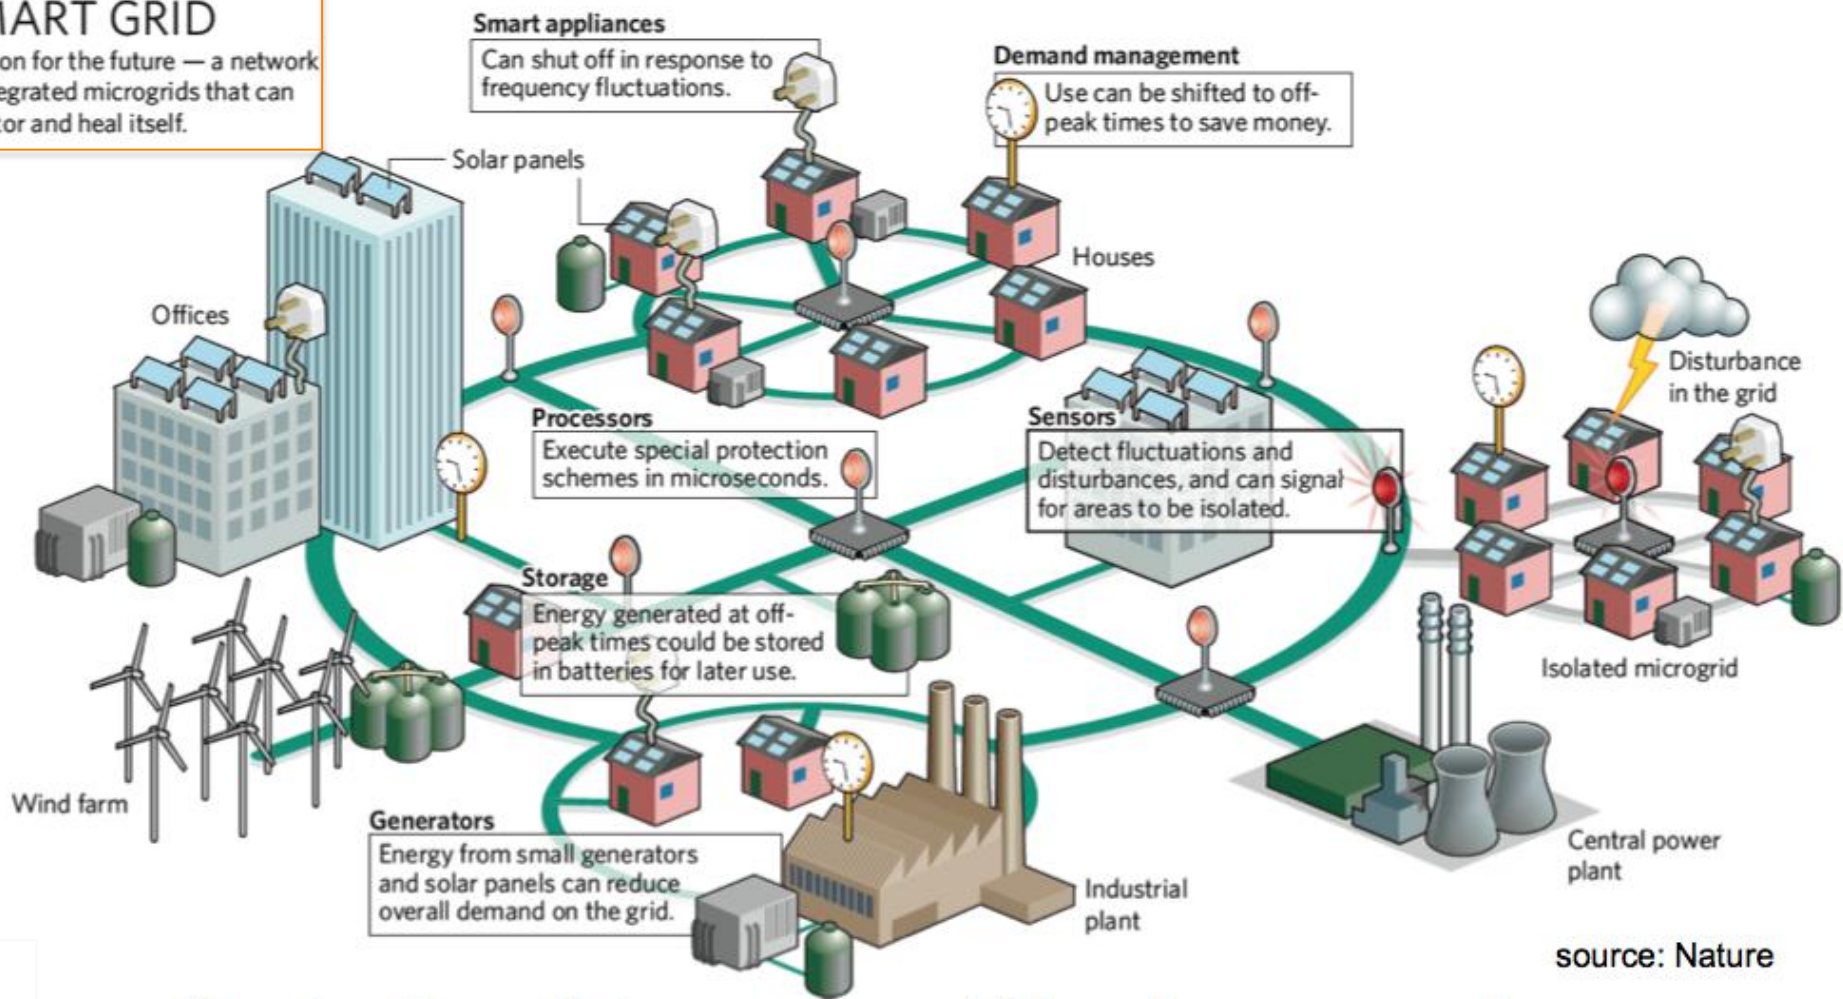 MART GRID
on for the future — a network
egrated microgrids that can
or and heal itself.
Smart appliances
Can shut off in response to
frequency fluctuations.
Demand management
Use can be shifted to off-
peak times to save money.
Solar panels
Houses
Offices
Disturbance
in the grid
Processors
Execute special protection
schemes in microseconds.
Sensors
Detect fluctuations and
disturbances, and can signal
for areas to be isolated.
Storage
Energy generated at off-
peak times could be stored
in batteries for later use.
Isolated microgrid
Wind farm
Generators
Energy from small generators
and solar panels can reduce
overall demand on the grid.
Industrial
plant
Central power
plant
source: Nature